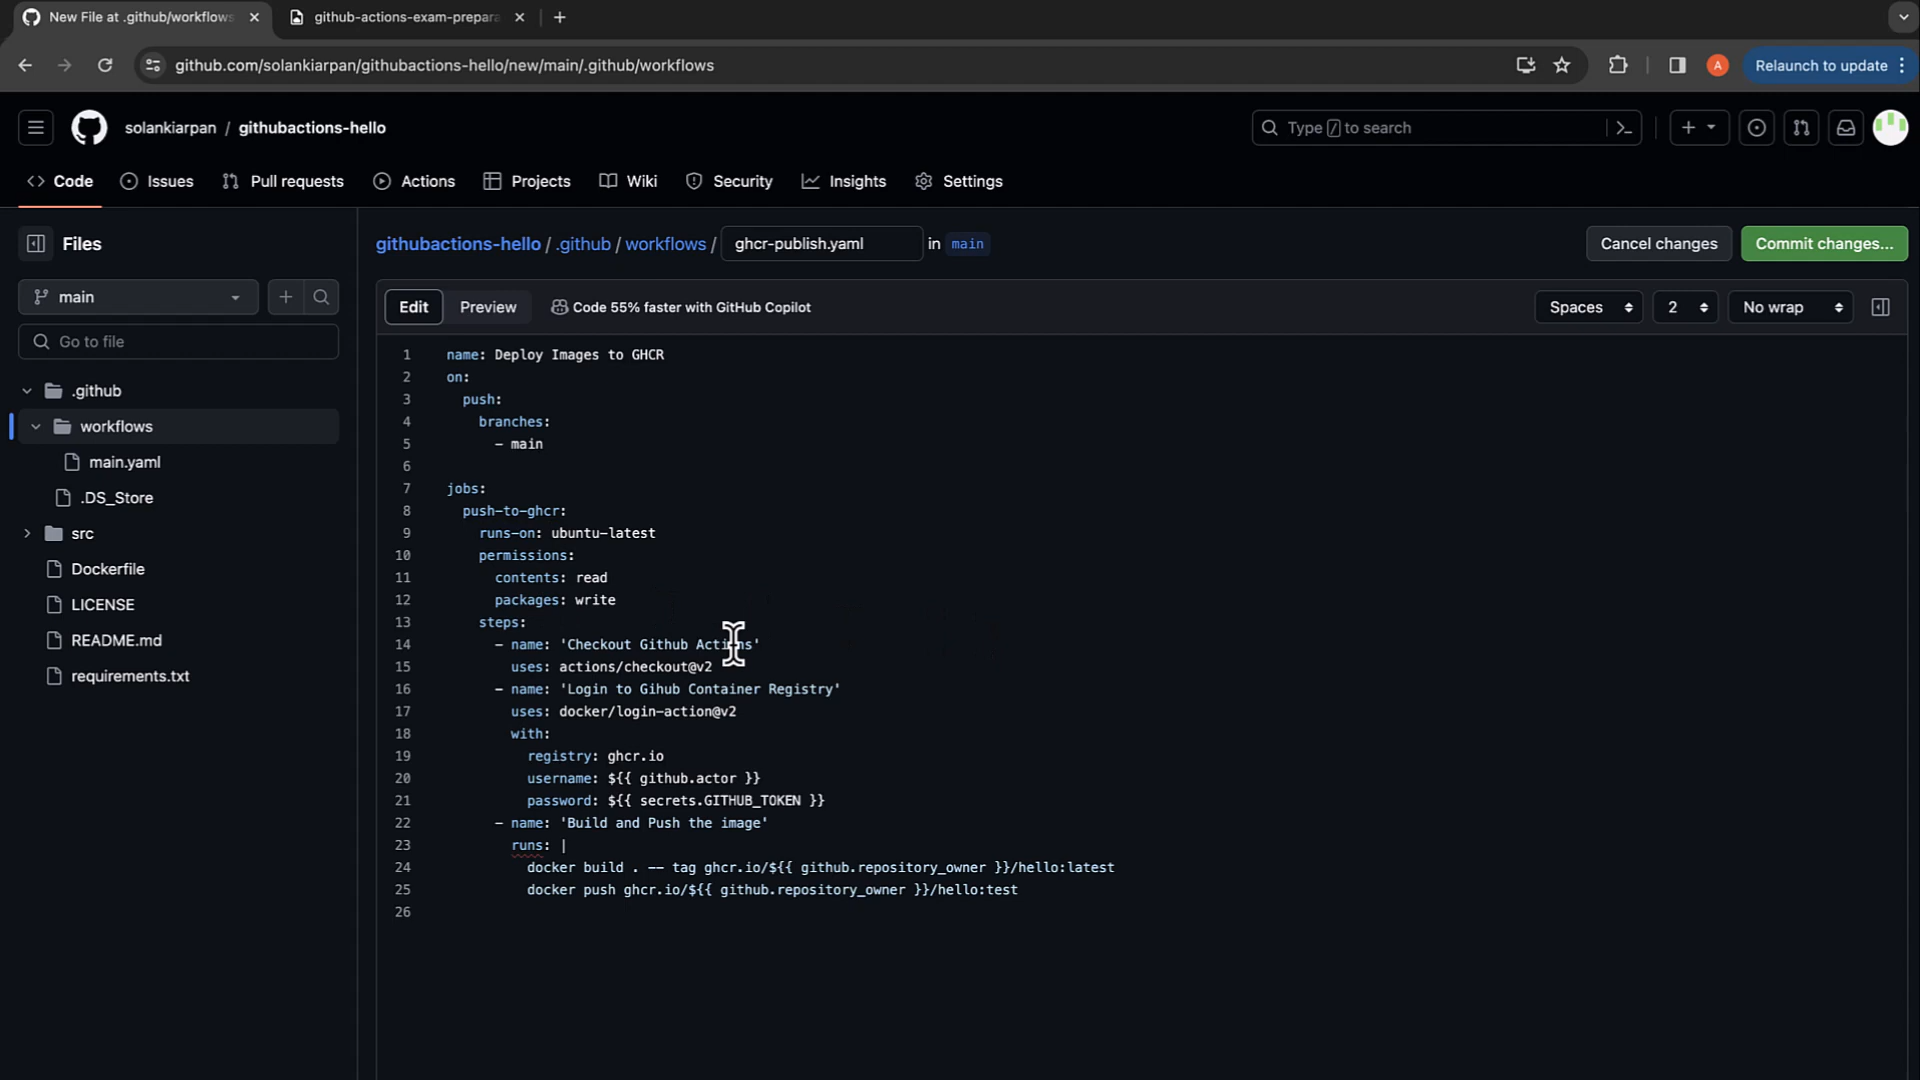 New File at .github/workflows
github-actions-exam-prepara
github.com/solankiarpan/githubactions-hello/new/main/.github/workflows
A
Relaunch to update
solankiarpan / githubactions-hello
Type / to search
Code
Issues
Pull requests
Actions
Projects
Wiki
Security
Insights
Settings
Files
githubactions-hello / .github / workflows / ghcr-publish.yaml in main
Cancel changes
Commit changes...
main
Go to file
.github
workflows
main.yaml
.DS_Store
src
Dockerfile
LICENSE
README.md
requirements.txt
Edit
Preview
Code 55% faster with GitHub Copilot
Spaces
2
No wrap
1 name: Deploy Images to GHCR
2 on:
3 push:
4 branches:
5 - main
6
7 jobs:
8 push-to-ghcr:
9 runs-on: ubuntu-latest
10 permissions:
11 contents: read
12 packages: write
13 steps:
14 - name: 'Checkout Github Actions'
15 uses: actions/checkout@v2
16 - name: 'Login to Gihub Container Registry'
17 uses: docker/login-action@v2
18 with:
19 registry: ghcr.io
20 username: ${{ github.actor }}
21 password: ${{ secrets.GITHUB_TOKEN }}
22 - name: 'Build and Push the image'
23 runs: |
24 docker build . -- tag ghcr.io/${{ github.repository_owner }}/hello:latest
25 docker push ghcr.io/${{ github.repository_owner }}/hello:test
26